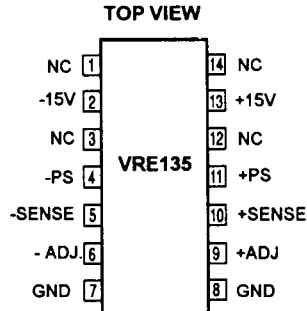 TOP VIEW
NC 1 14 NC
-15V 2 13 +15V
NC 3 12 NC
VRE135
-PS 4 11 +PS
-SENSE 5 10 +SENSE
- ADJ. 6 9 +ADJ
GND 7 8 GND